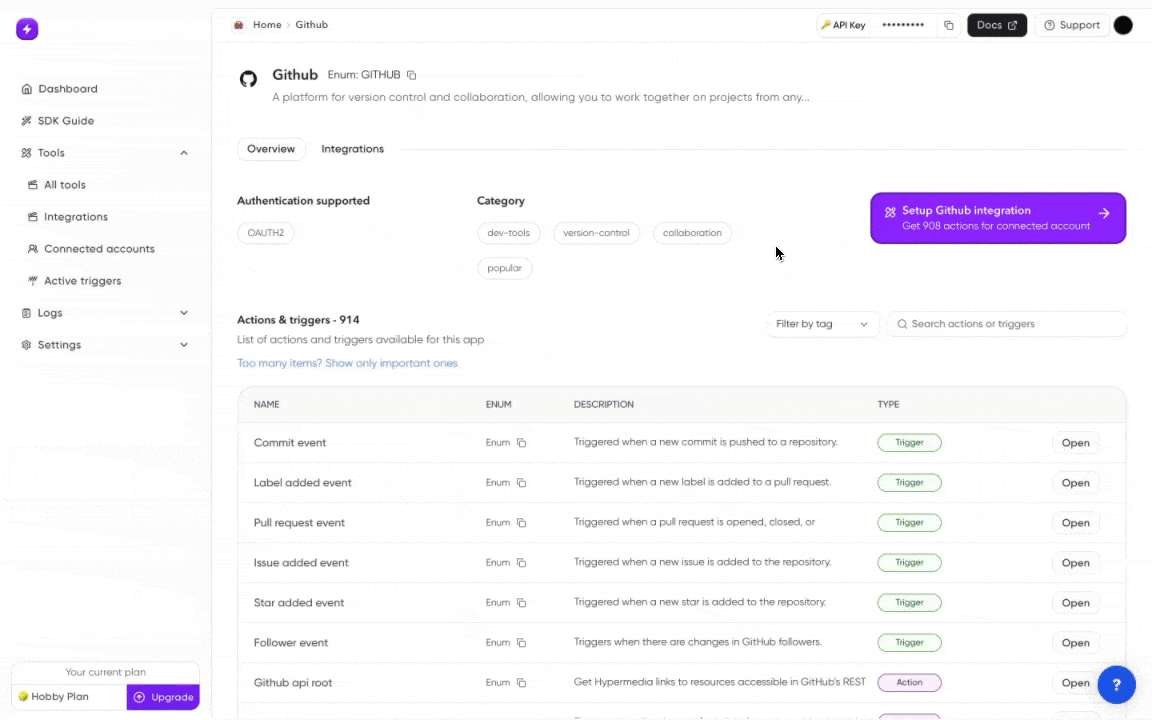 Home > Github
API Key ••••••••• Docs Support
Dashboard
SDK Guide
Tools
All tools
Integrations
Connected accounts
Active triggers
Logs
Settings
Your current plan
Hobby Plan Upgrade
Github Enum: GITHUB
A platform for version control and collaboration, allowing you to work together on projects from any...
Overview Integrations
Authentication supported
OAUTH2
Category
dev-tools version-control collaboration
popular
Setup Github integration
Get 908 actions for connected account
Actions & triggers - 914
List of actions and triggers available for this app
Too many items? Show only important ones
Filter by tag Search actions or triggers
NAME ENUM DESCRIPTION TYPE
Commit event Enum Triggered when a new commit is pushed to a repository. Trigger Open
Label added event Enum Triggered when a new label is added to a pull request. Trigger Open
Pull request event Enum Triggered when a pull request is opened, closed, or Trigger Open
Issue added event Enum Triggered when a new issue is added to the repository. Trigger Open
Star added event Enum Triggered when a new star is added to the repository. Trigger Open
Follower event Enum Triggers when there are changes in GitHub followers. Trigger Open
Github api root Enum Get Hypermedia links to resources accessible in GitHub's REST Action Open
?